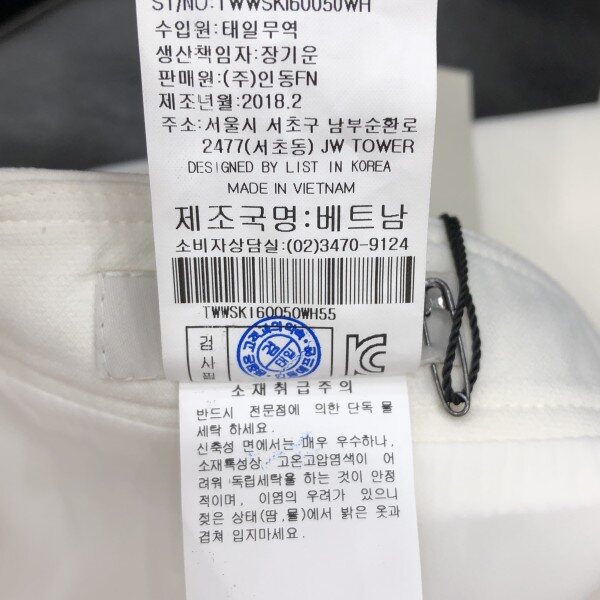 ST/NO: TWWSKI60050WH
수입원:태일무역
생산책임자:장기운
판매원:(주)인동FN
제조년월:2018.2
주소:서울시 서초구 남부순환로
2477(서초동) JW TOWER
DESIGNED BY LIST IN KOREA
MADE IN VIETNAM
제조국명:베트남
소비자상담실:(02)3470-9124
TWWSKI60050WH55
검
사
필
태일
소재취급주의
반드시 전문점에 의한 단독 물
세탁 하세요.
신축성 면에서는 매우 우수하나,
소재특성상, 고온고압염색이 어
려워 독립세탁을 하는 것이 안정
적이며, 이염의 우려가 있으니
젖은 상태(땀,물)에서 밝은 옷과
겹쳐 입지마세요.